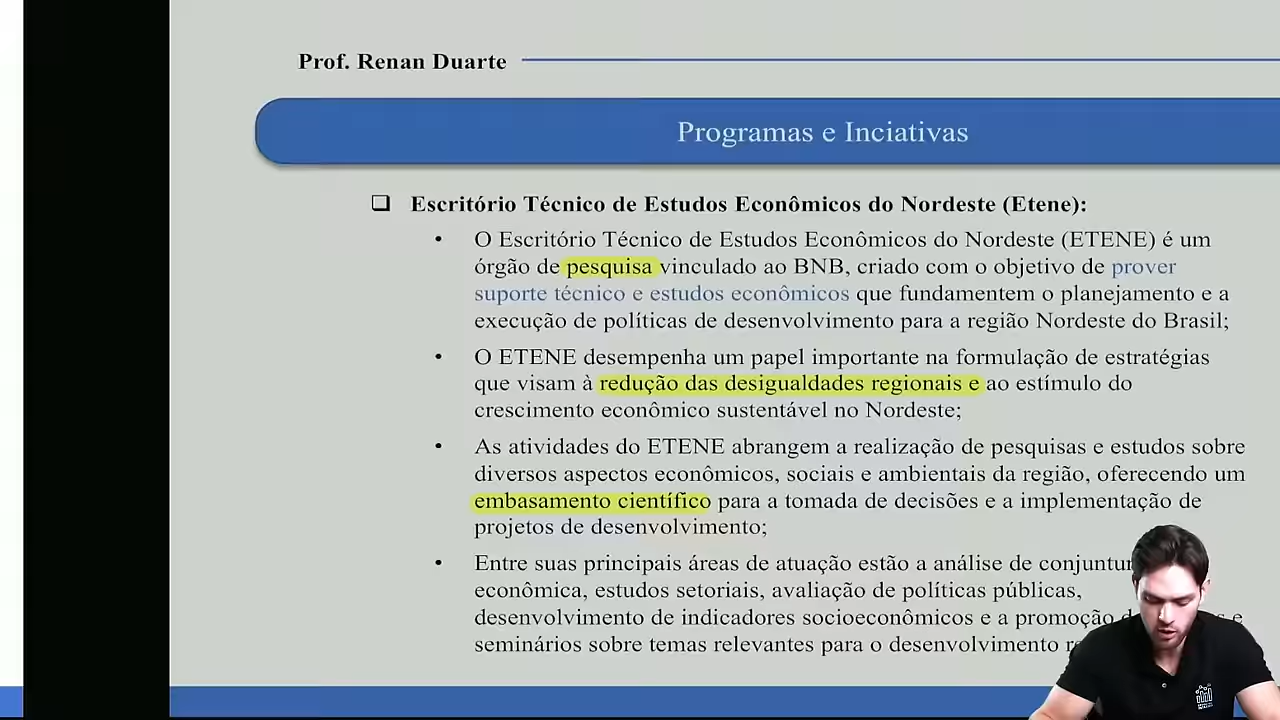 Prof. Renan Duarte
Programas e Inciativas
❑ Escritório Técnico de Estudos Econômicos do Nordeste (Etene):
• O Escritório Técnico de Estudos Econômicos do Nordeste (ETENE) é um
órgão de pesquisa vinculado ao BNB, criado com o objetivo de prover
suporte técnico e estudos econômicos que fundamentem o planejamento e a
execução de políticas de desenvolvimento para a região Nordeste do Brasil;
• O ETENE desempenha um papel importante na formulação de estratégias
que visam à redução das desigualdades regionais e ao estímulo do
crescimento econômico sustentável no Nordeste;
• As atividades do ETENE abrangem a realização de pesquisas e estudos sobre
diversos aspectos econômicos, sociais e ambientais da região, oferecendo um
embasamento científico para a tomada de decisões e a implementação de
projetos de desenvolvimento;
• Entre suas principais áreas de atuação estão a análise de
econômica, estudos setoriais, avaliação de políticas públicas,
desenvolvimento de indicadores socioeconômicos e a promoção e
seminários sobre temas relevantes para o desenvolvimento